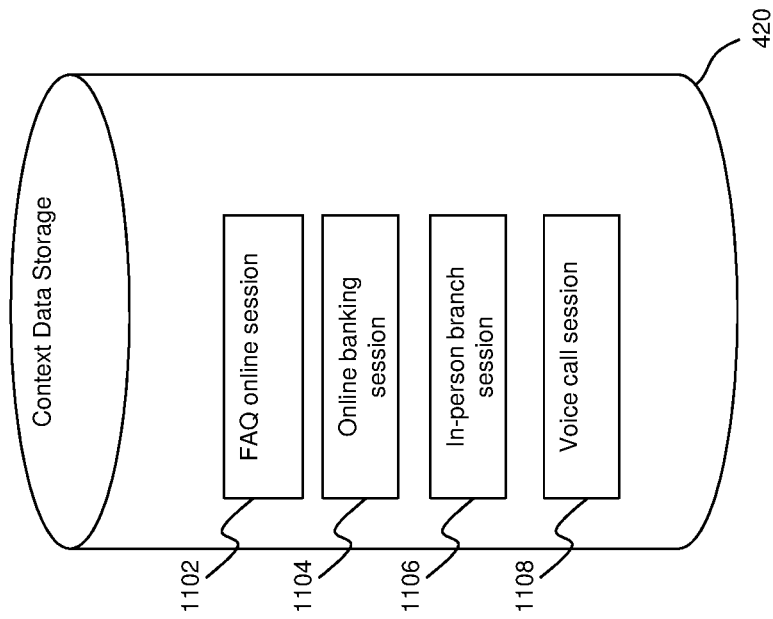 Context Data Storage
1102
FAQ online session
1104
Online banking
session
1106
In-person branch
session
1108
Voice call session
420